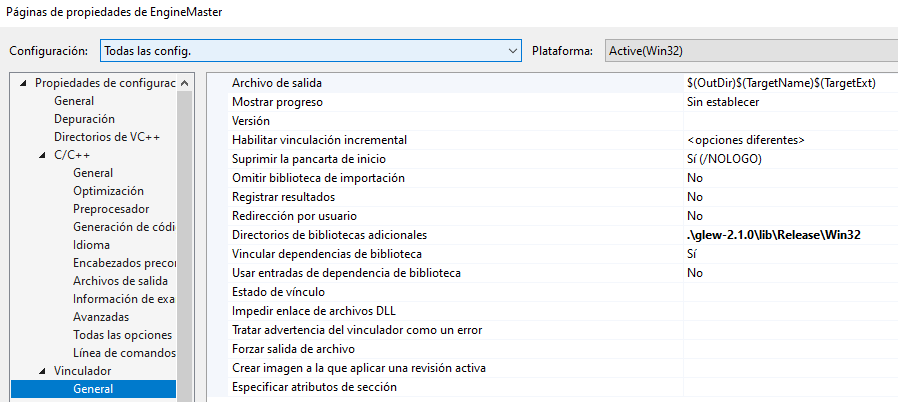 Páginas de propiedades de EngineMaster
Configuración: Todas las config. Plataforma: Active(Win32)
Propiedades de configurac
General
Depuración
Directorios de VC++
C/C++
General
Optimización
Preprocesador
Generación de códi
Idioma
Encabezados precor
Archivos de salida
Información de exa
Avanzadas
Todas las opciones
Línea de comandos
Vinculador
General
Archivo de salida $(OutDir)$(TargetName)$(TargetExt)
Mostrar progreso Sin establecer
Versión
Habilitar vinculación incremental <opciones diferentes>
Suprimir la pancarta de inicio Sí (/NOLOGO)
Omitir biblioteca de importación No
Registrar resultados No
Redirección por usuario No
Directorios de bibliotecas adicionales .\glew-2.1.0\lib\Release\Win32
Vincular dependencias de biblioteca Sí
Usar entradas de dependencia de biblioteca No
Estado de vínculo
Impedir enlace de archivos DLL
Tratar advertencia del vinculador como un error
Forzar salida de archivo
Crear imagen a la que aplicar una revisión activa
Especificar atributos de sección